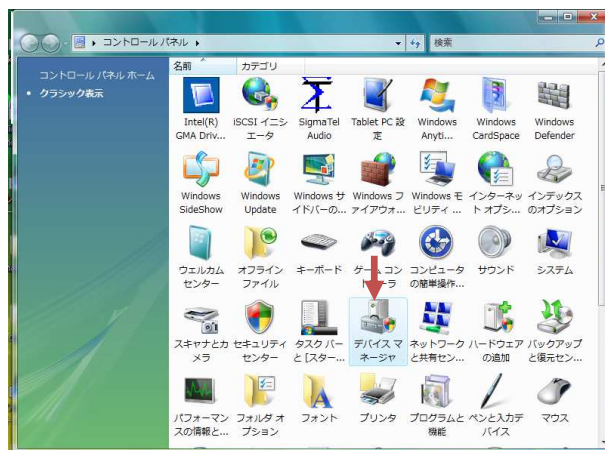 コントロール パネル
検索
コントロール パネル ホーム
クラシック表示
名前 カテゴリ
Intel(R)
GMA Driv...
iSCSI イニシ
エータ
SigmaTel
Audio
Tablet PC 設
定
Windows
Anyti...
Windows
CardSpace
Windows
Defender
Windows
SideShow
Windows
Update
Windows サ
イドバーの...
Windows フ
ァイアウォ...
Windows モ
ビリティ ...
インターネッ
ト オプシ...
インデックス
のオプション
ウェルカム
センター
オフライン
ファイル
キーボード
ゲーム コン
トローラ
コンピュータ
の簡単操作...
サウンド
システム
スキャナとカ
メラ
セキュリティ
センター
タスク バー
と [スター...
デバイス マ
ネージャ
ネットワーク
と共有セン...
ハードウェア
の追加
バックアップ
と復元セン...
パフォーマン
スの情報と...
フォルダ オ
プション
フォント
プリンタ
プログラムと
機能
ペンと入力デ
バイス
マウス